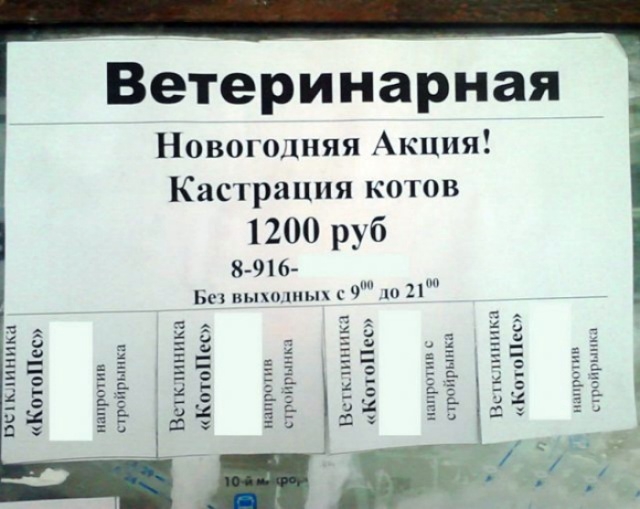 Ветеринарная
Новогодняя Акция!
Кастрация котов
1200 руб
8-916-
Без выходных с 9⁰⁰ до 21⁰⁰
Ветклиника
«КотоПес»
напротив
стройрынка
Ветклиника
«КотоПес»
напротив
стройрынка
Ветклиника
«КотоПес»
напротив с
стройрынка
Ветклиника
«КотоПес»
напротив
стройрынка
10-й м